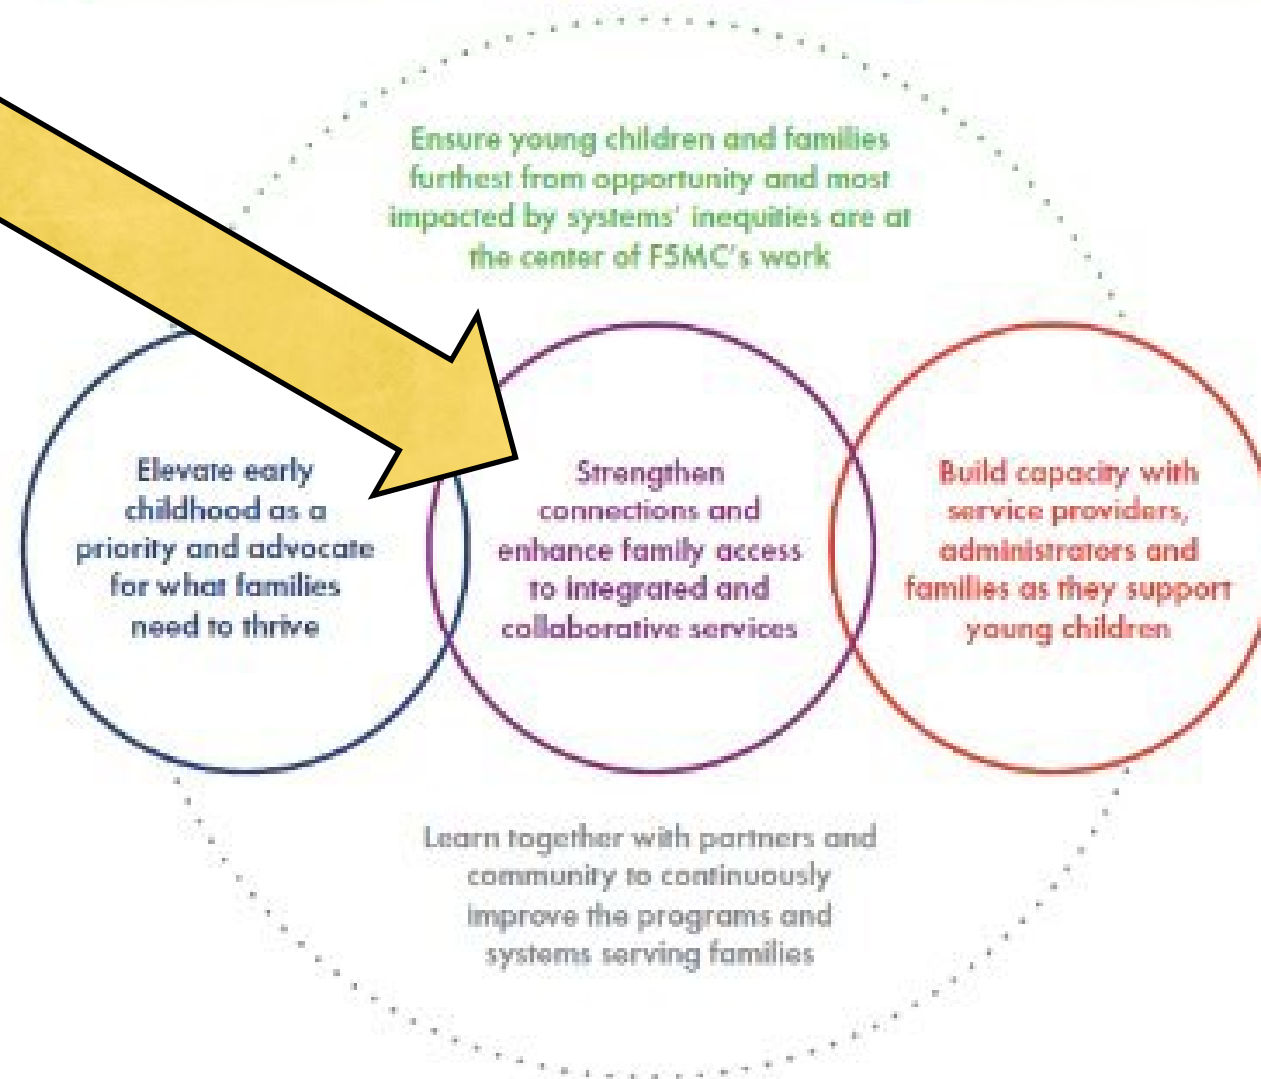 Ensure young children and families
furthest from opportunity and most
impacted by systems' inequities are at
the center of F5MC's work
Elevate early
childhood as a
priority and advocate
for what families
need to thrive
Strengthen
connections and
enhance family access
to integrated and
collaborative services
Build capacity with
service providers,
administrators and
families as they support
young children
Learn together with partners and
community to continuously
improve the programs and
systems serving families